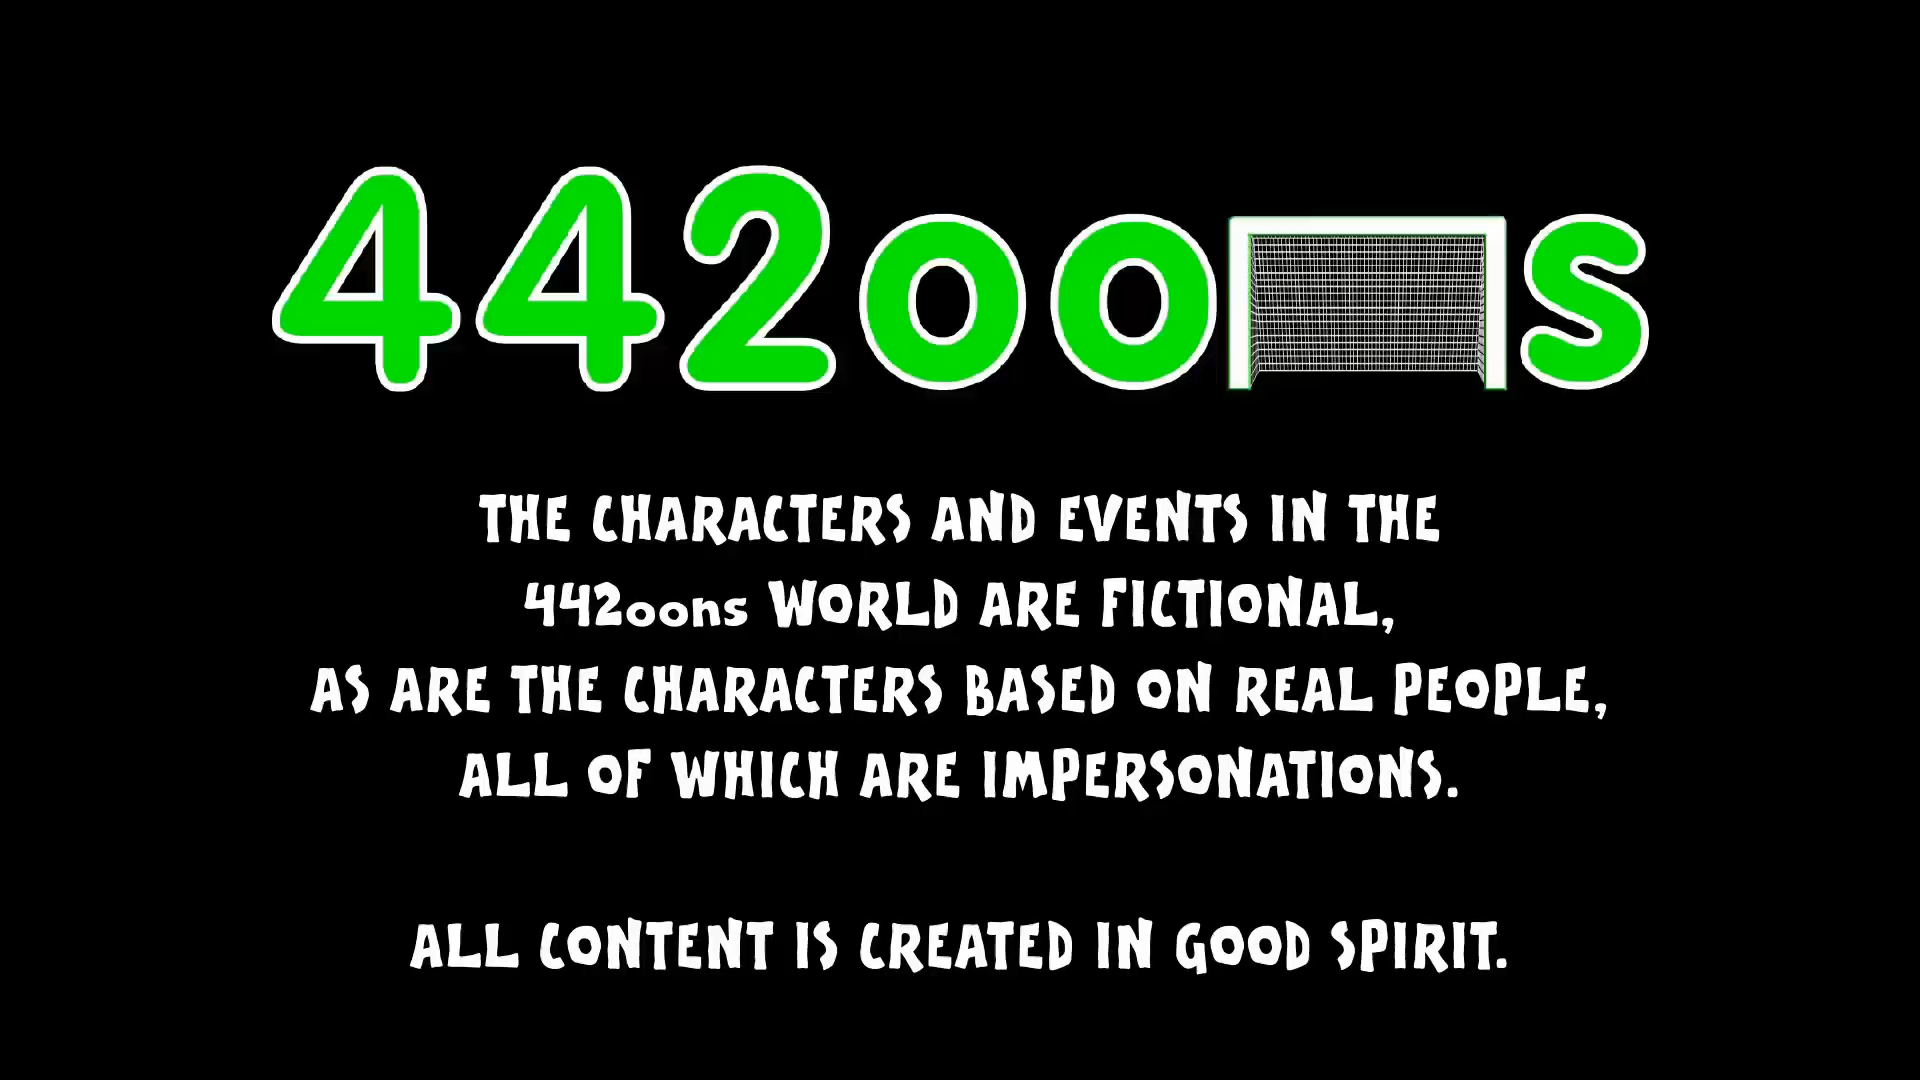 442oons
THE CHARACTERS AND EVENTS IN THE
442oons WORLD ARE FICTIONAL,
AS ARE THE CHARACTERS BASED ON REAL PEOPLE,
ALL OF WHICH ARE IMPERSONATIONS.
ALL CONTENT IS CREATED IN GOOD SPIRIT.